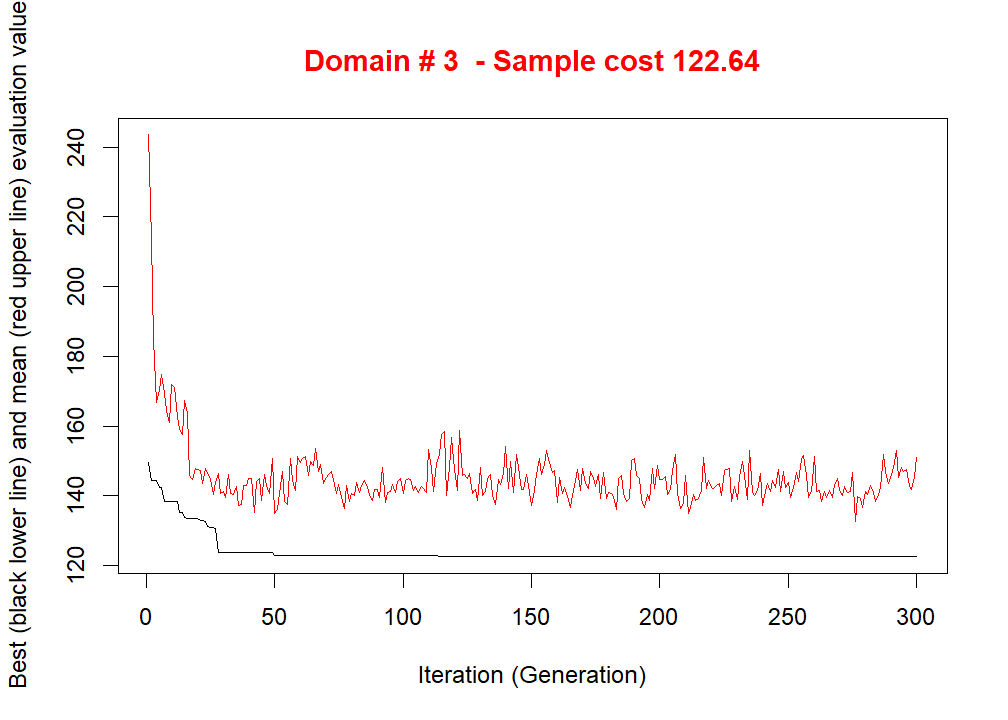 Domain # 3  - Sample cost 122.64
Best (black lower line) and mean (red upper line) evaluation value
240
220
200
180
160
140
120
0 50 100 150 200 250 300
Iteration (Generation)